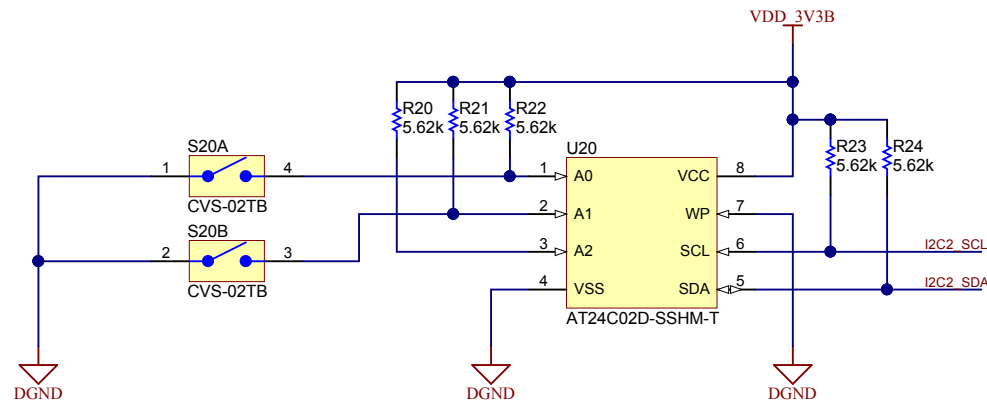 VDD_3V3B
R20
5.62k
R21
5.62k
R22
5.62k
R23
5.62k
R24
5.62k
S20A
1
4
CVS-02TB
S20B
2
3
CVS-02TB
U20
1
A0
VCC
8
2
A1
WP
7
3
A2
SCL
6
I2C2_SCL
4
VSS
SDA
5
I2C2_SDA
AT24C02D-SSHM-T
DGND
DGND
DGND